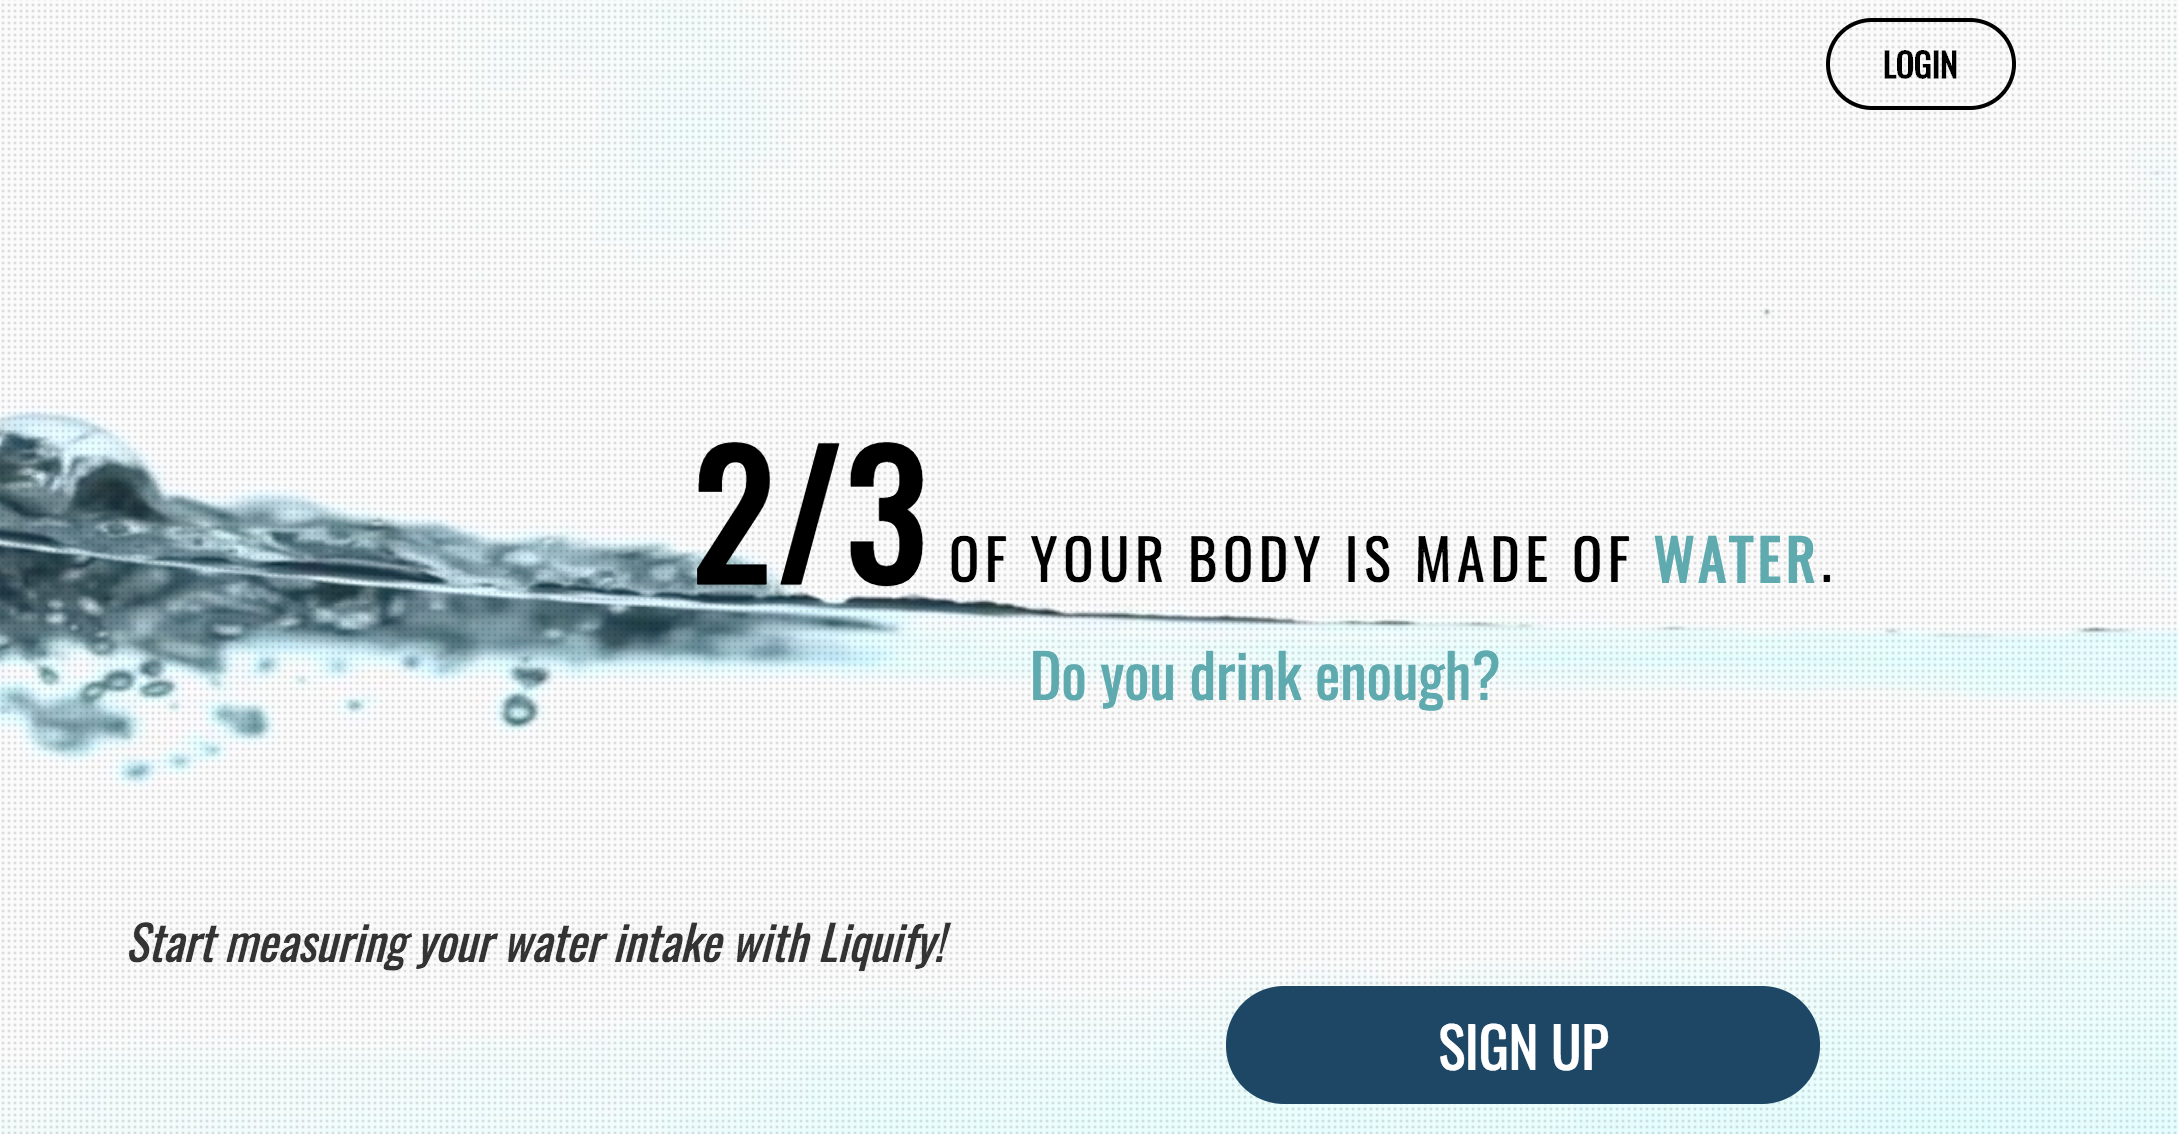 LOGIN
2/3 OF YOUR BODY IS MADE OF WATER.
Do you drink enough?
Start measuring your water intake with Liquify!
SIGN UP